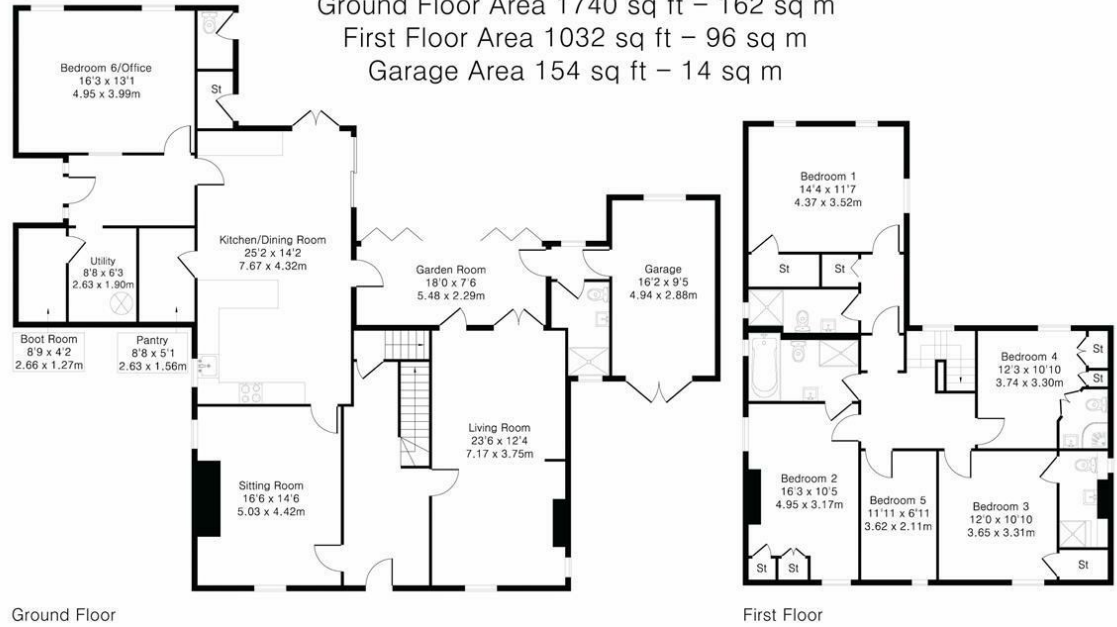 Ground Floor Area 1740 sq ft – 162 sq m
First Floor Area 1032 sq ft – 96 sq m
Garage Area 154 sq ft – 14 sq m
Bedroom 6/Office
16'3 x 13'1
4.95 x 3.99m
St
Kitchen/Dining Room
25'2 x 14'2
7.67 x 4.32m
Utility
8'8 x 6'3
2.63 x 1.90m
Boot Room
8'9 x 4'2
2.66 x 1.27m
Pantry
8'8 x 5'1
2.63 x 1.56m
Garden Room
18'0 x 7'6
5.48 x 2.29m
Garage
16'2 x 9'5
4.94 x 2.88m
Living Room
23'6 x 12'4
7.17 x 3.75m
Sitting Room
16'6 x 14'6
5.03 x 4.42m
Ground Floor
Bedroom 1
14'4 x 11'7
4.37 x 3.52m
St
St
Bedroom 4
12'3 x 10'10
3.74 x 3.30m
St
St
Bedroom 2
16'3 x 10'5
4.95 x 3.17m
St
St
Bedroom 5
11'11 x 6'11
3.62 x 2.11m
Bedroom 3
12'0 x 10'10
3.65 x 3.31m
St
First Floor